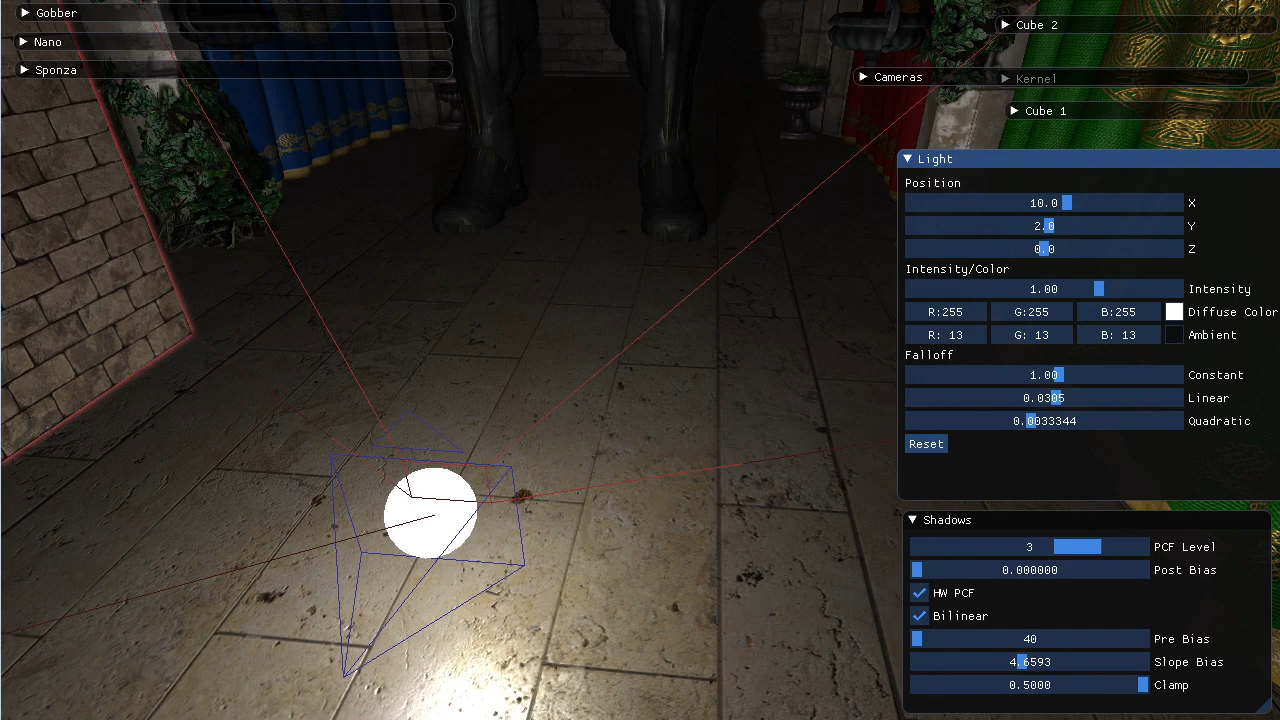 Gobber
Nano
Sponza
Cube 2
Cameras
Kernel
Cube 1
Light
Position
10.0 X
2.0 Y
0.0 Z
Intensity/Color
1.00 Intensity
R:255 G:255 B:255 Diffuse Color
R: 13 G: 13 B: 13 Ambient
Falloff
1.00 Constant
0.0305 Linear
0.0033344 Quadratic
Reset
Shadows
3 PCF Level
0.000000 Post Bias
HW PCF
Bilinear
40 Pre Bias
4.6593 Slope Bias
0.5000 Clamp